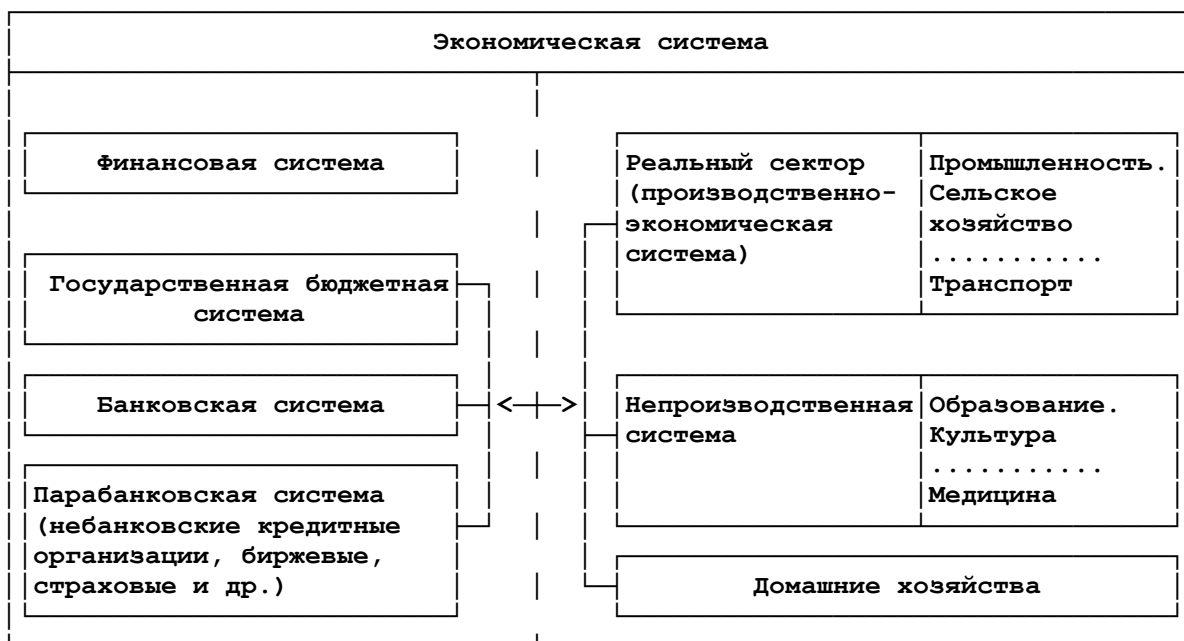 Экономическая система
Финансовая система
Государственная бюджетная
система
Банковская система
Парабанковская система
(небанковские кредитные
организации, биржевые,
страховые и др.)
Реальный сектор
(производственно-
экономическая
система)
Промышленность.
Сельское
хозяйство
...........
Транспорт
Непроизводственная
система
Образование.
Культура
...........
Медицина
Домашние хозяйства